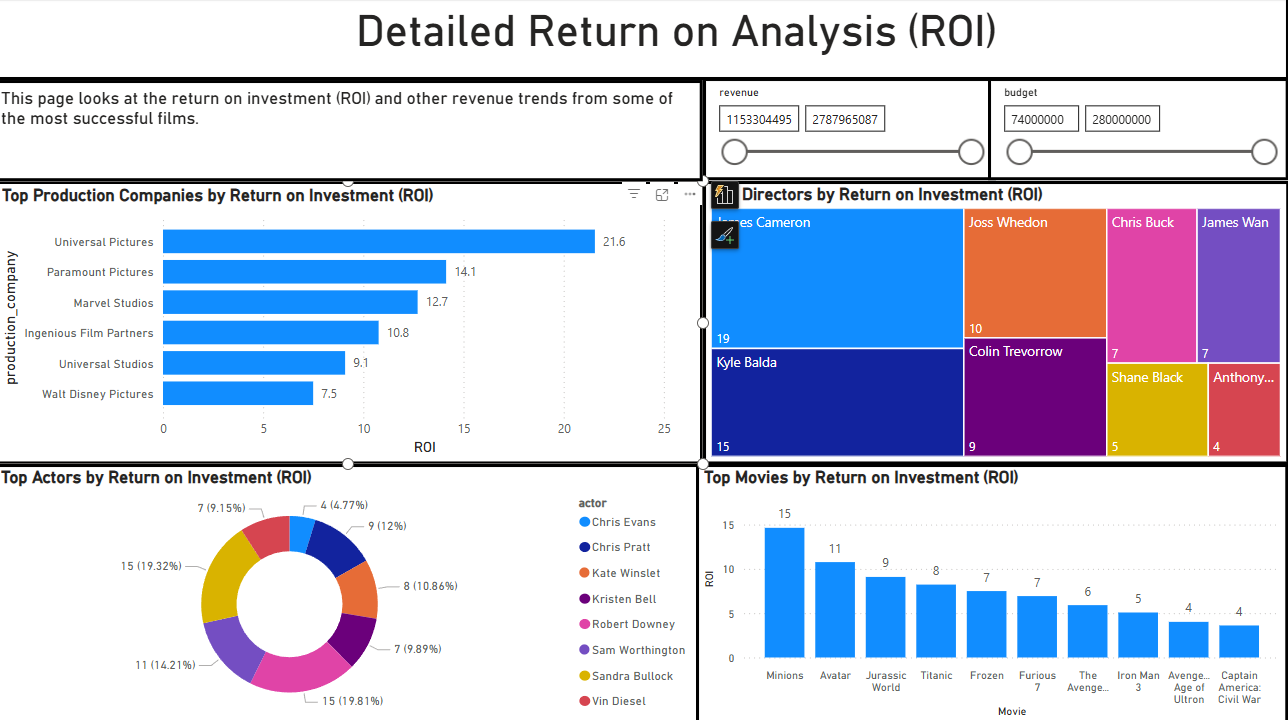 Detailed Return on Analysis (ROI)
This page looks at the return on investment (ROI) and other revenue trends from some of
the most successful films.
revenue
1153304495 2787965087
budget
74000000 280000000
Top Production Companies by Return on Investment (ROI)
production_company
Universal Pictures 21.6
Paramount Pictures 14.1
Marvel Studios 12.7
Ingenious Film Partners 10.8
Universal Studios 9.1
Walt Disney Pictures 7.5
0 5 10 15 20 25
ROI
Directors by Return on Investment (ROI)
Cameron
19
Kyle Balda
15
Joss Whedon
10
Colin Trevorrow
9
Chris Buck
7
James Wan
7
Shane Black
5
Anthony...
4
Top Actors by Return on Investment (ROI)
4 (4.77%)
9 (12%)
8 (10.86%)
7 (9.89%)
15 (19.81%)
11 (14.21%)
15 (19.32%)
7 (9.15%)
actor
Chris Evans
Chris Pratt
Kate Winslet
Kristen Bell
Robert Downey
Sam Worthington
Sandra Bullock
Vin Diesel
Top Movies by Return on Investment (ROI)
ROI
15
10
5
0
15 11 9 8 7 7 6 5 4 4
Minions
Avatar
Jurassic
World
Titanic
Frozen
Furious
7
The
Avenge...
Iron Man
3
Avenge...
Age of
Ultron
Captain
America:
Civil War
Movie